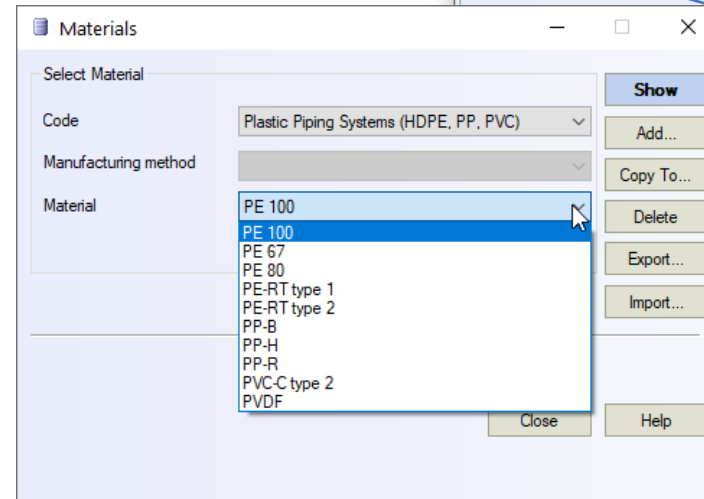 Materials
Select Material
Code
Plastic Piping Systems (HDPE, PP, PVC)
Manufacturing method
Material
PE 100
PE 100
PE 67
PE 80
PE-RT type 1
PE-RT type 2
PP-B
PP-H
PP-R
PVC-C type 2
PVDF
Show
Add...
Copy To...
Delete
Export...
Import...
Close
Help